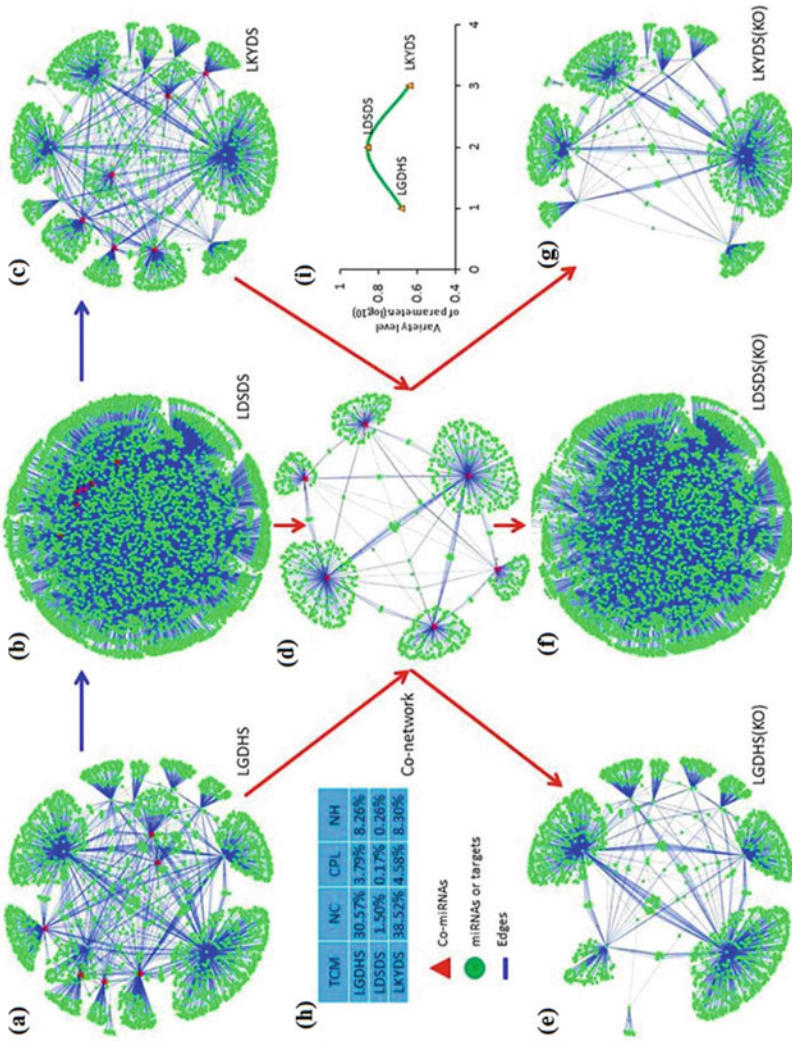 (a)
LGDHS
(b)
LDSDS
(c)
LKYDS
(h)
TCM NC CPL NH
LGDHS 30.57% 3.79% 8.26%
LDSDS 1.50% 0.17% 0.26%
LKYDS 38.52% 4.58% 8.30%
Co-miRNAs
miRNAs or targets
Edges
Co-network
(d)
(i)
Variety level
of parameters(log10)
1
0.8
0.6
0.4
0 1 2 3 4
LGDHS
LDSDS
LKYDS
(e)
LGDHS(KO)
(f)
LDSDS(KO)
(g)
LKYDS(KO)